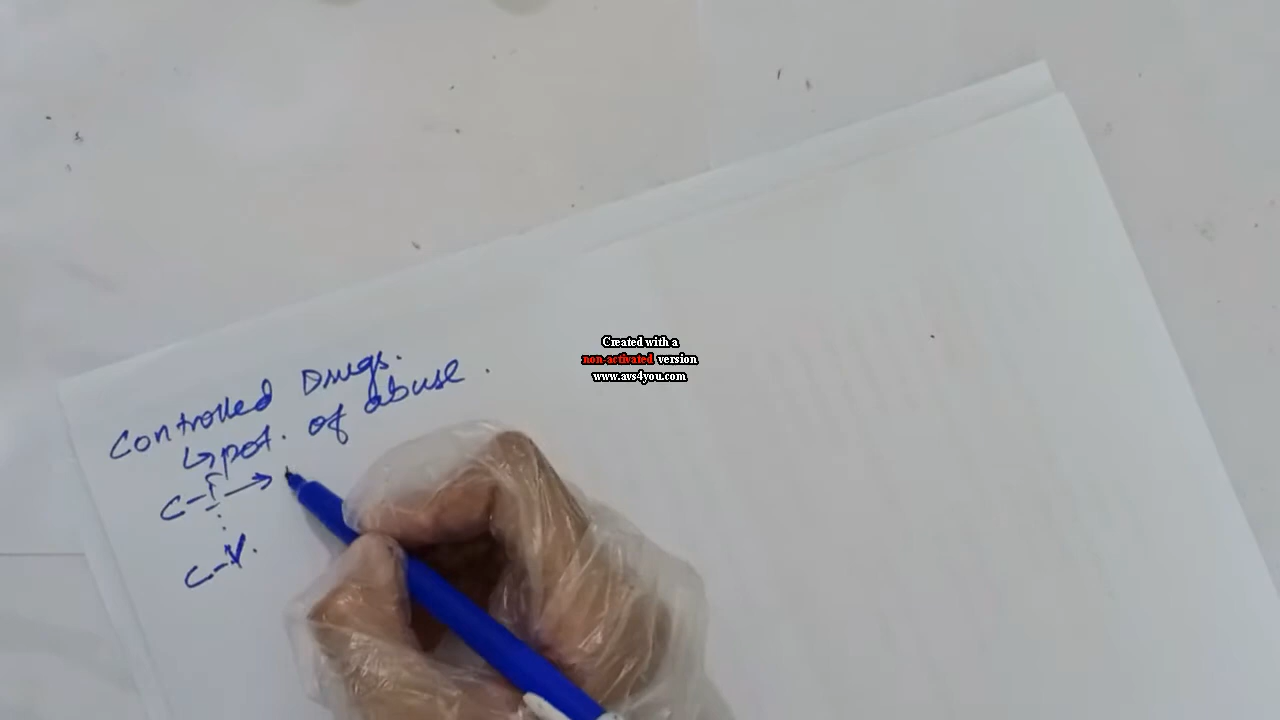 Controlled Drugs.
↳ pot. of abuse.
C-I →
:
C-V.
Created with a
non-activated version
www.avs4you.com